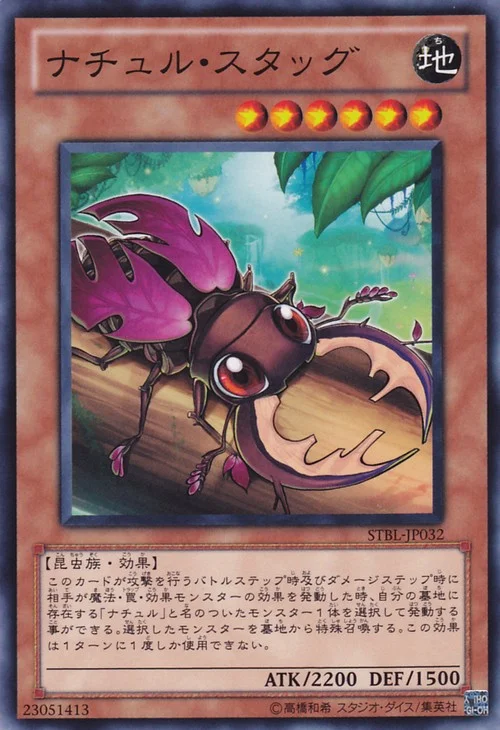 ナチュル・スタッグ
地
STBL-JP032
【昆虫族・効果】
このカードが攻撃を行うバトルステップ時及びダメージステップ時に
相手が魔法・罠・効果モンスターの効果を発動した時、自分の墓地に
存在する「ナチュル」と名のついたモンスター1体を選択して発動する
事ができる。選択したモンスターを墓地から特殊召喚する。この効果
は1ターンに1度しか使用できない。
ATK/2200 DEF/1500
23051413
©高橋和希 スタジオ・ダイス/集英社